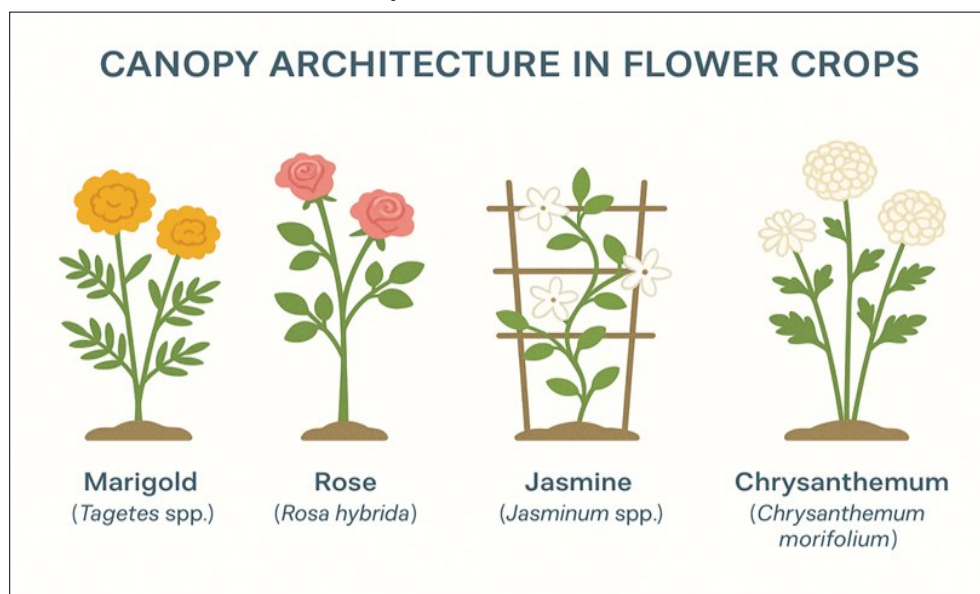 CANOPY ARCHITECTURE IN FLOWER CROPS
Marigold
(Tagetes spp.)
Rose
(Rosa hybrida)
Jasmine
(Jasminum spp.)
Chrysanthemum
(Chrysanthemum
morifolium)